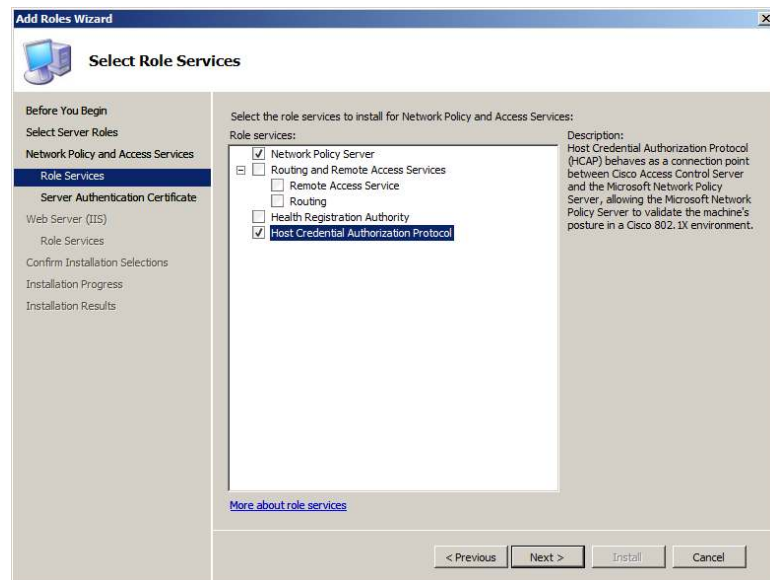 Add Roles Wizard
Select Role Services
Before You Begin
Select Server Roles
Network Policy and Access Services
Role Services
Server Authentication Certificate
Web Server (IIS)
Role Services
Confirm Installation Selections
Installation Progress
Installation Results
Select the role services to install for Network Policy and Access Services:
Role services:
Network Policy Server
Routing and Remote Access Services
Remote Access Service
Routing
Health Registration Authority
Host Credential Authorization Protocol
Description:
Host Credential Authorization Protocol
(HCAP) behaves as a connection point
between Cisco Access Control Server
and the Microsoft Network Policy
Server, allowing the Microsoft Network
Policy Server to validate the machine's
posture in a Cisco 802.1X environment.
More about role services
< Previous
Next >
Install
Cancel